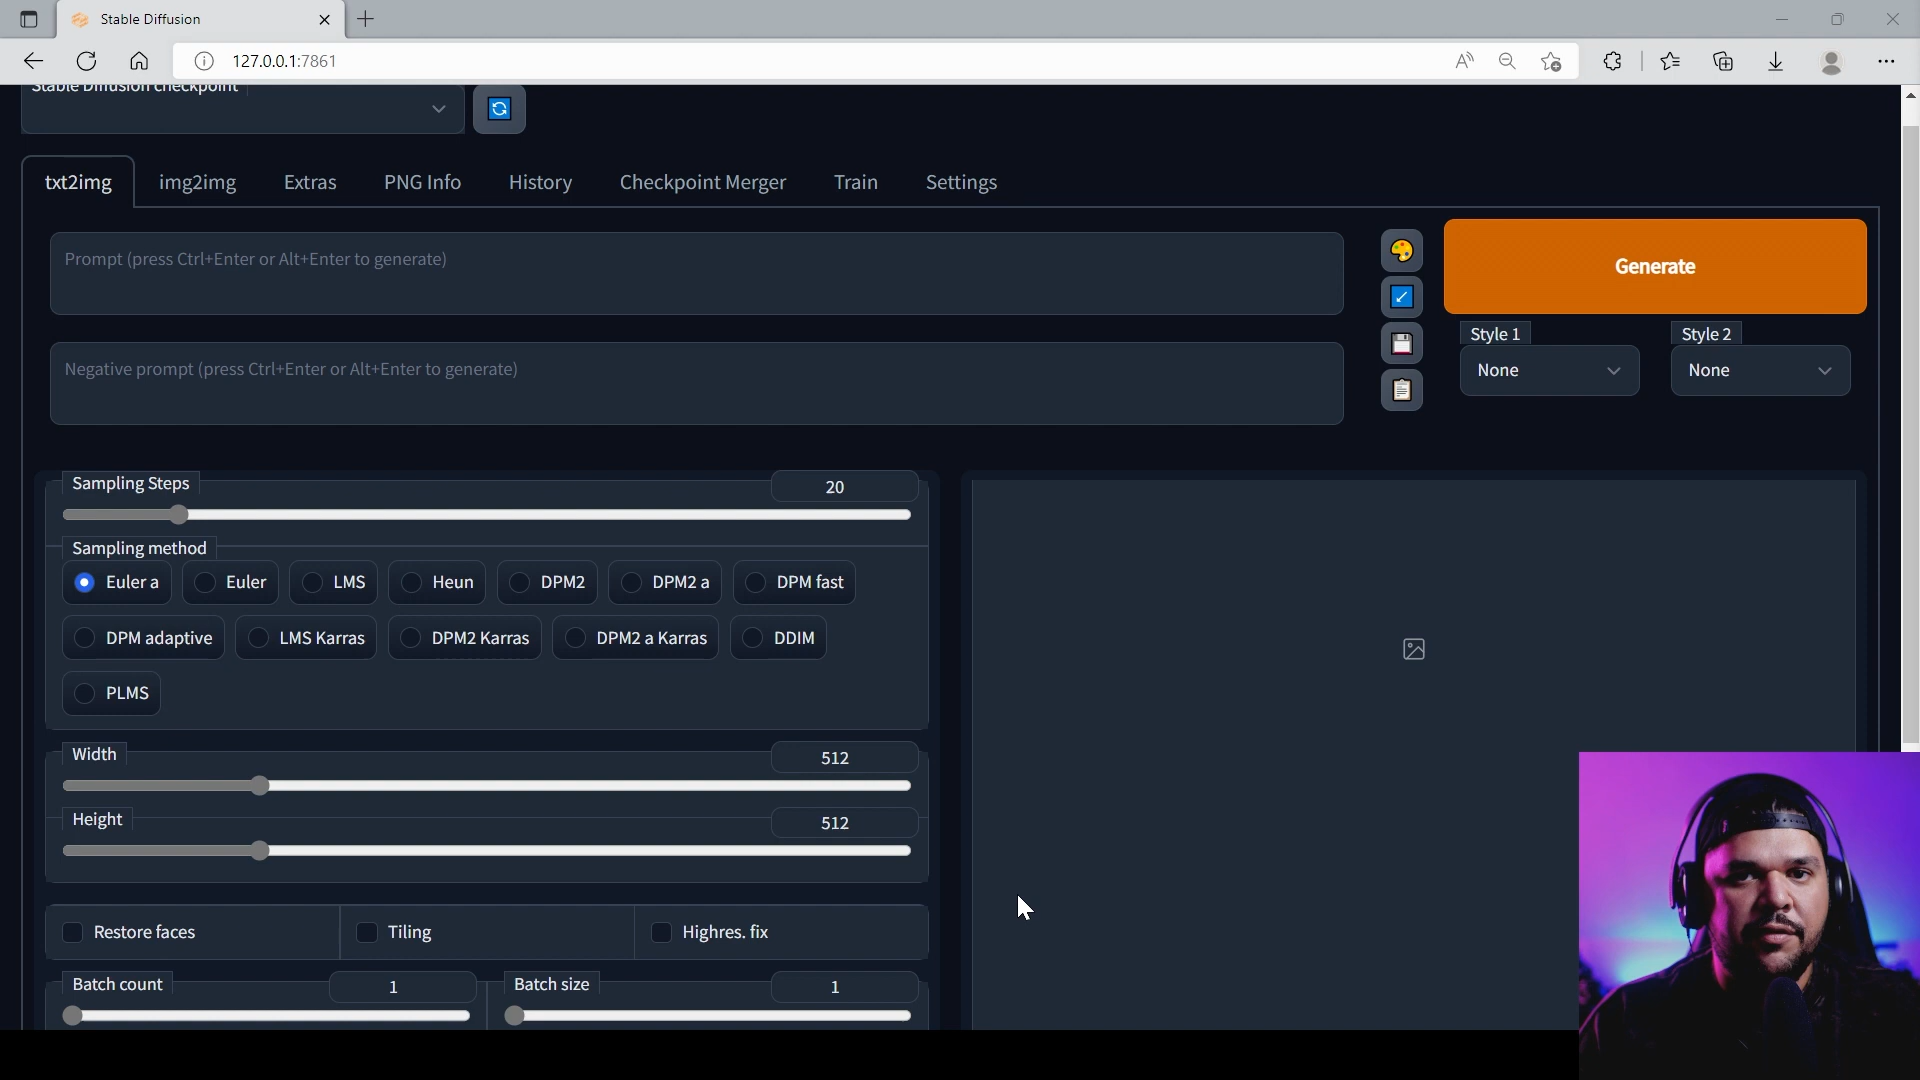 Stable Diffusion
127.0.0.1:7861
Stable Diffusion checkpoint
txt2img img2img Extras PNG Info History Checkpoint Merger Train Settings
Prompt (press Ctrl+Enter or Alt+Enter to generate)
Generate
Negative prompt (press Ctrl+Enter or Alt+Enter to generate)
Style 1 Style 2
None None
Sampling Steps 20
Sampling method
Euler a Euler LMS Heun DPM2 DPM2 a DPM fast
DPM adaptive LMS Karras DPM2 Karras DPM2 a Karras DDIM
PLMS
Width 512
Height 512
Restore faces Tiling Highres. fix
Batch count 1 Batch size 1